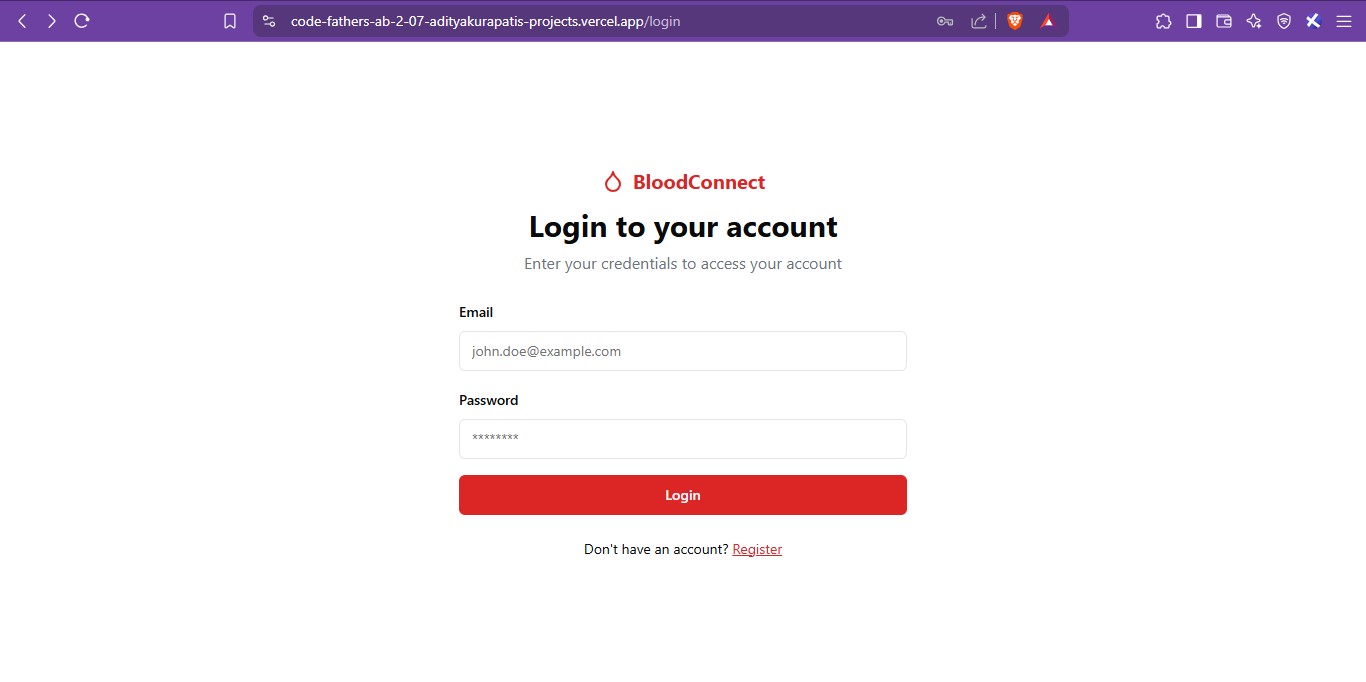 code-fathers-ab-2-07-adityakurapatis-projects.vercel.app/login
BloodConnect
Login to your account
Enter your credentials to access your account
Email
john.doe@example.com
Password
********
Login
Don't have an account? Register